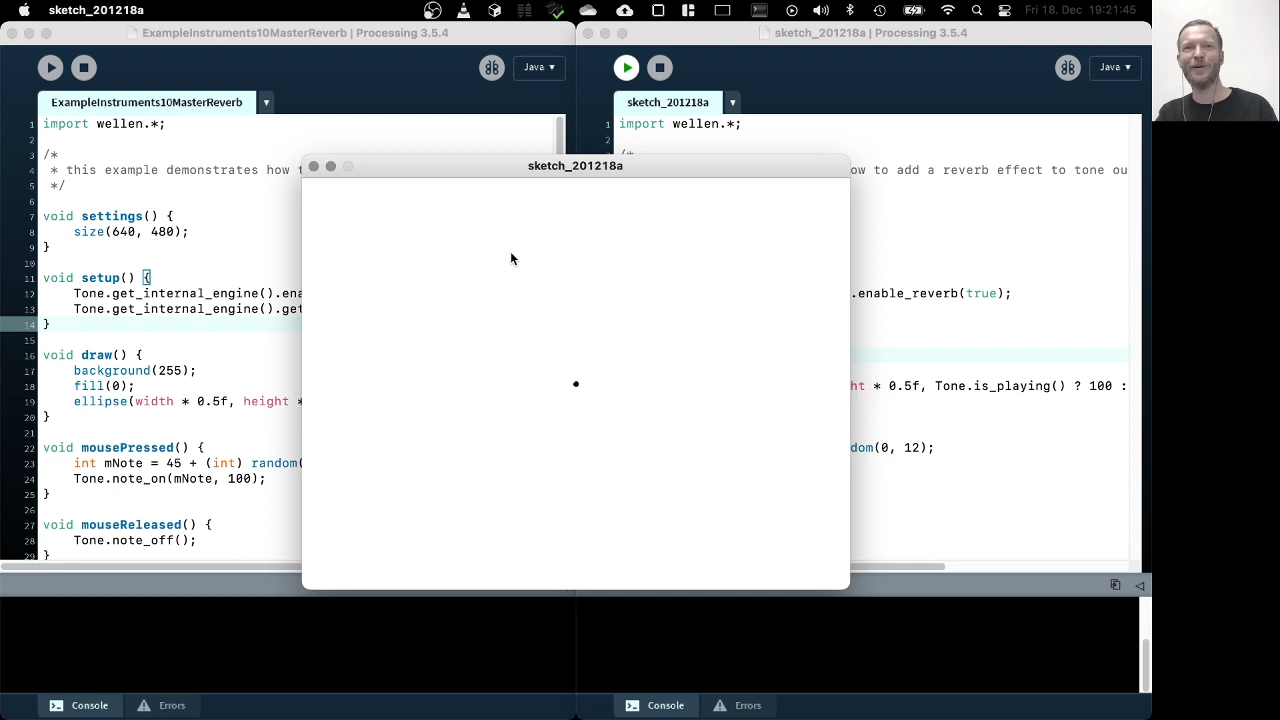 sketch_201218a
Fri 18. Dec 19:21:45
ExampleInstruments10MasterReverb | Processing 3.5.4
Java ▾
ExampleInstruments10MasterReverb ▾
1 import wellen.*;
2
3 /*
4 * this example demonstrates how
5 */
6
7 void settings() {
8 size(640, 480);
9 }
10
11 void setup() {
12 Tone.get_internal_engine().ena
13 Tone.get_internal_engine().get
14 }
15
16 void draw() {
17 background(255);
18 fill(0);
19 ellipse(width * 0.5f, height *
20 }
21
22 void mousePressed() {
23 int mNote = 45 + (int) random(
24 Tone.note_on(mNote, 100);
25 }
26
27 void mouseReleased() {
28 Tone.note_off();
29 }
Console Errors
sketch_201218a
sketch_201218a | Processing 3.5.4
Java ▾
sketch_201218a ▾
1 import wellen.*;
2
/*
ow to add a reverb effect to tone ou
.enable_reverb(true);
ht * 0.5f, Tone.is_playing() ? 100 :
dom(0, 12);
Console Errors